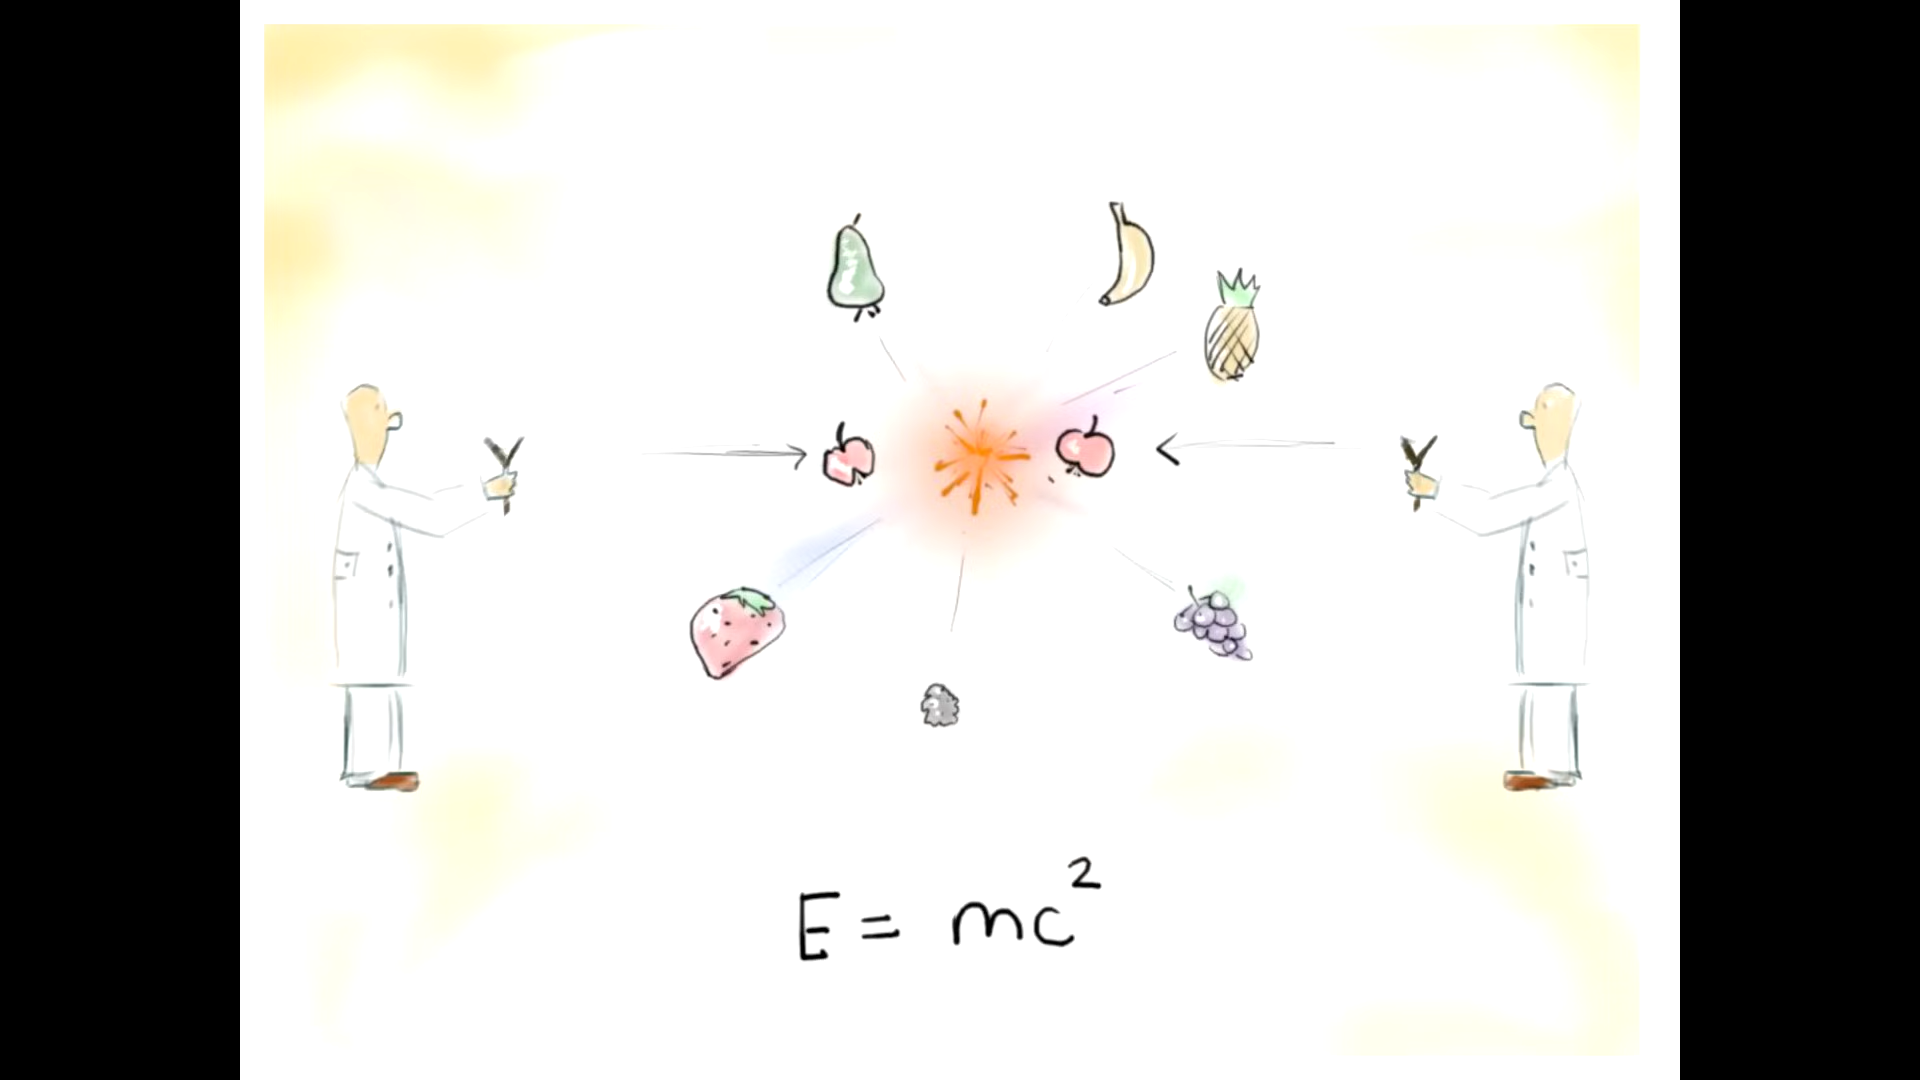 E = mc²